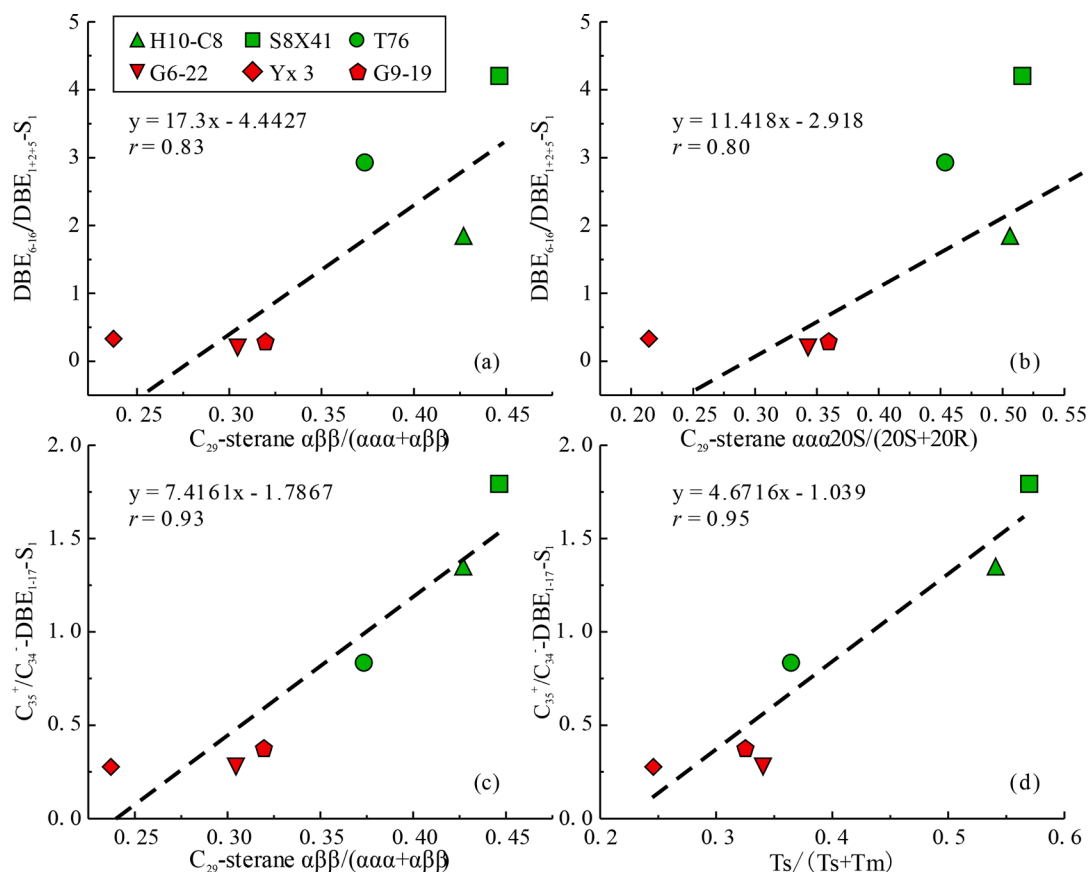 H10-C8 S8X41 T76
G6-22 Yx 3 G9-19
5
4
3
2
1
0
DBE6-16/DBE1+2+5-S1
y = 17.3x - 4.4427
r = 0.83
(a)
0.25 0.30 0.35 0.40 0.45
C29-sterane αββ/(ααα+αββ)
5
4
3
2
1
0
DBE6-16/DBE1+2+5-S1
y = 11.418x - 2.918
r = 0.80
(b)
0.20 0.25 0.30 0.35 0.40 0.45 0.50 0.55
C29-sterane ααα20S/(20S+20R)
2.0
1.5
1.0
0.5
0.0
C35+/C34--DBE1-17-S1
y = 7.4161x - 1.7867
r = 0.93
(c)
0.25 0.30 0.35 0.40 0.45
C29-sterane αββ/(ααα+αββ)
2.0
1.5
1.0
0.5
0.0
C35+/C34--DBE1-17-S1
y = 4.6716x - 1.039
r = 0.95
(d)
0.2 0.3 0.4 0.5 0.6
Ts/(Ts+Tm)